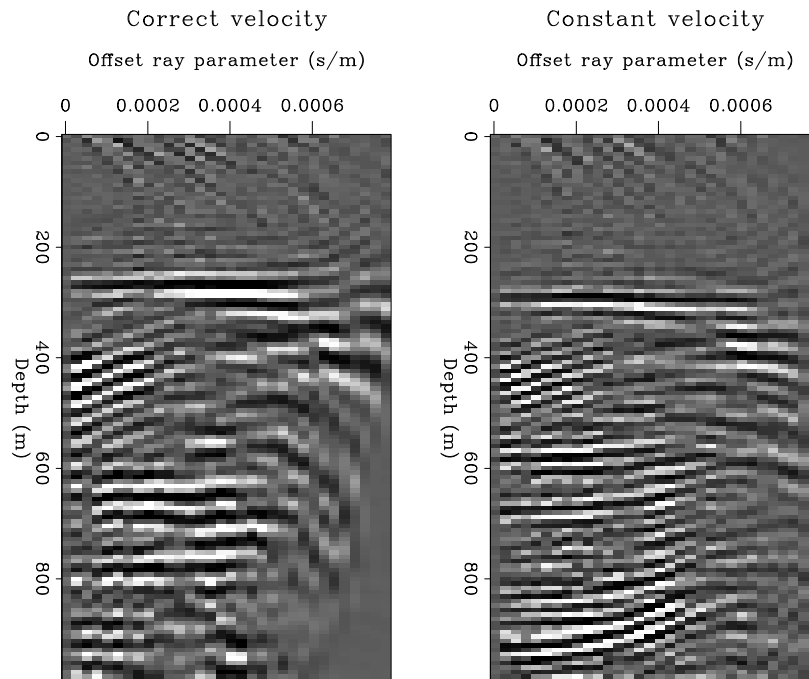 Correct velocity
Offset ray parameter (s/m)
0 0.0002 0.0004 0.0006
0
200
400
600
800
Depth (m)
Constant velocity
Offset ray parameter (s/m)
0 0.0002 0.0004 0.0006
0
200
400
600
800
Depth (m)